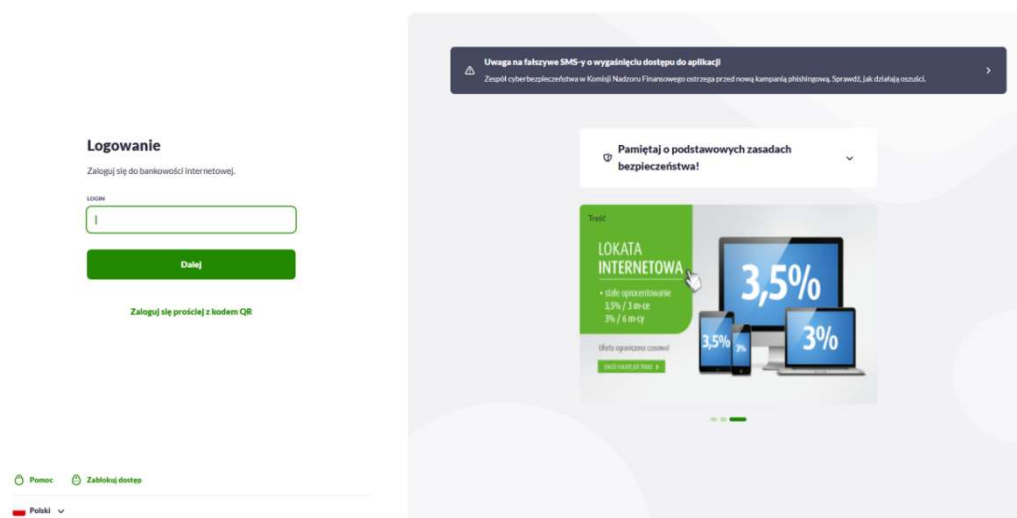 Logowanie
Zaloguj się do bankowości internetowej.
LOGIN
Dalej
Zaloguj się prościej z kodem QR
Pomoc
Zablokuj dostęp
Polski
Uwaga na fałszywe SMS-y o wygaśnięciu dostępu do aplikacji
Zespół cyberbezpieczeństwa w Komisji Nadzoru Finansowego ostrzega przed nową kampanią phishingową. Sprawdź, jak działają oszuści.
Pamiętaj o podstawowych zasadach
bezpieczeństwa!
Treść
LOKATA
INTERNETOWA
• stałe oprocentowanie
3,5% / 3 m-ce
3% / 6 m-cy
Oferta ograniczona czasowo!
3,5%
3,5%
3%
3%